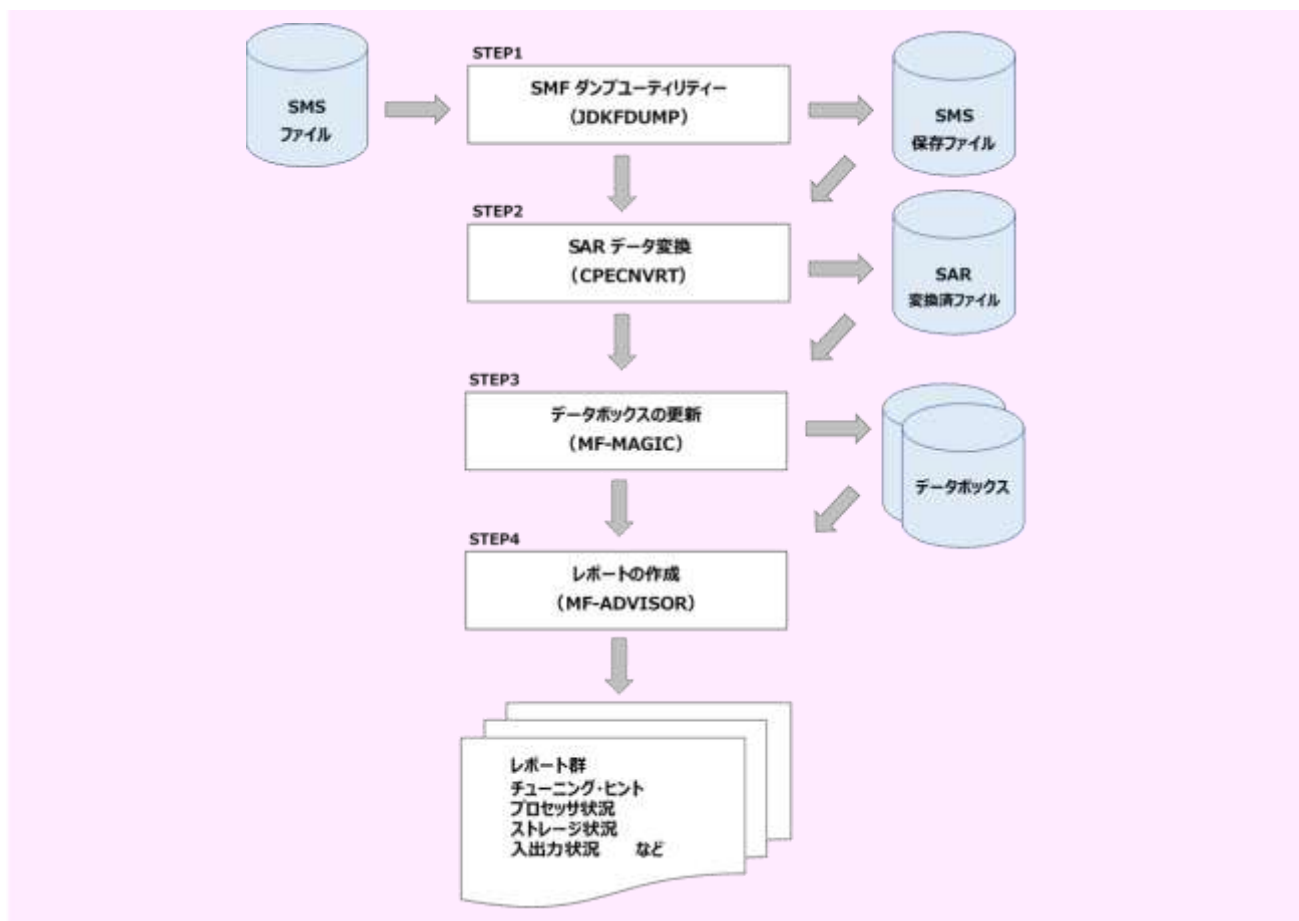 SMS
ファイル
STEP1
SMF ダンプユーティリティー
（JDKFDUMP）
SMS
保存ファイル
STEP2
SAR データ変換
（CPECNVRT）
SAR
変換済ファイル
STEP3
データボックスの更新
（MF-MAGIC）
データボックス
STEP4
レポートの作成
（MF-ADVISOR）
レポート群
チューニング・ヒント
プロセッサ状況
ストレージ状況
入出力状況　　など